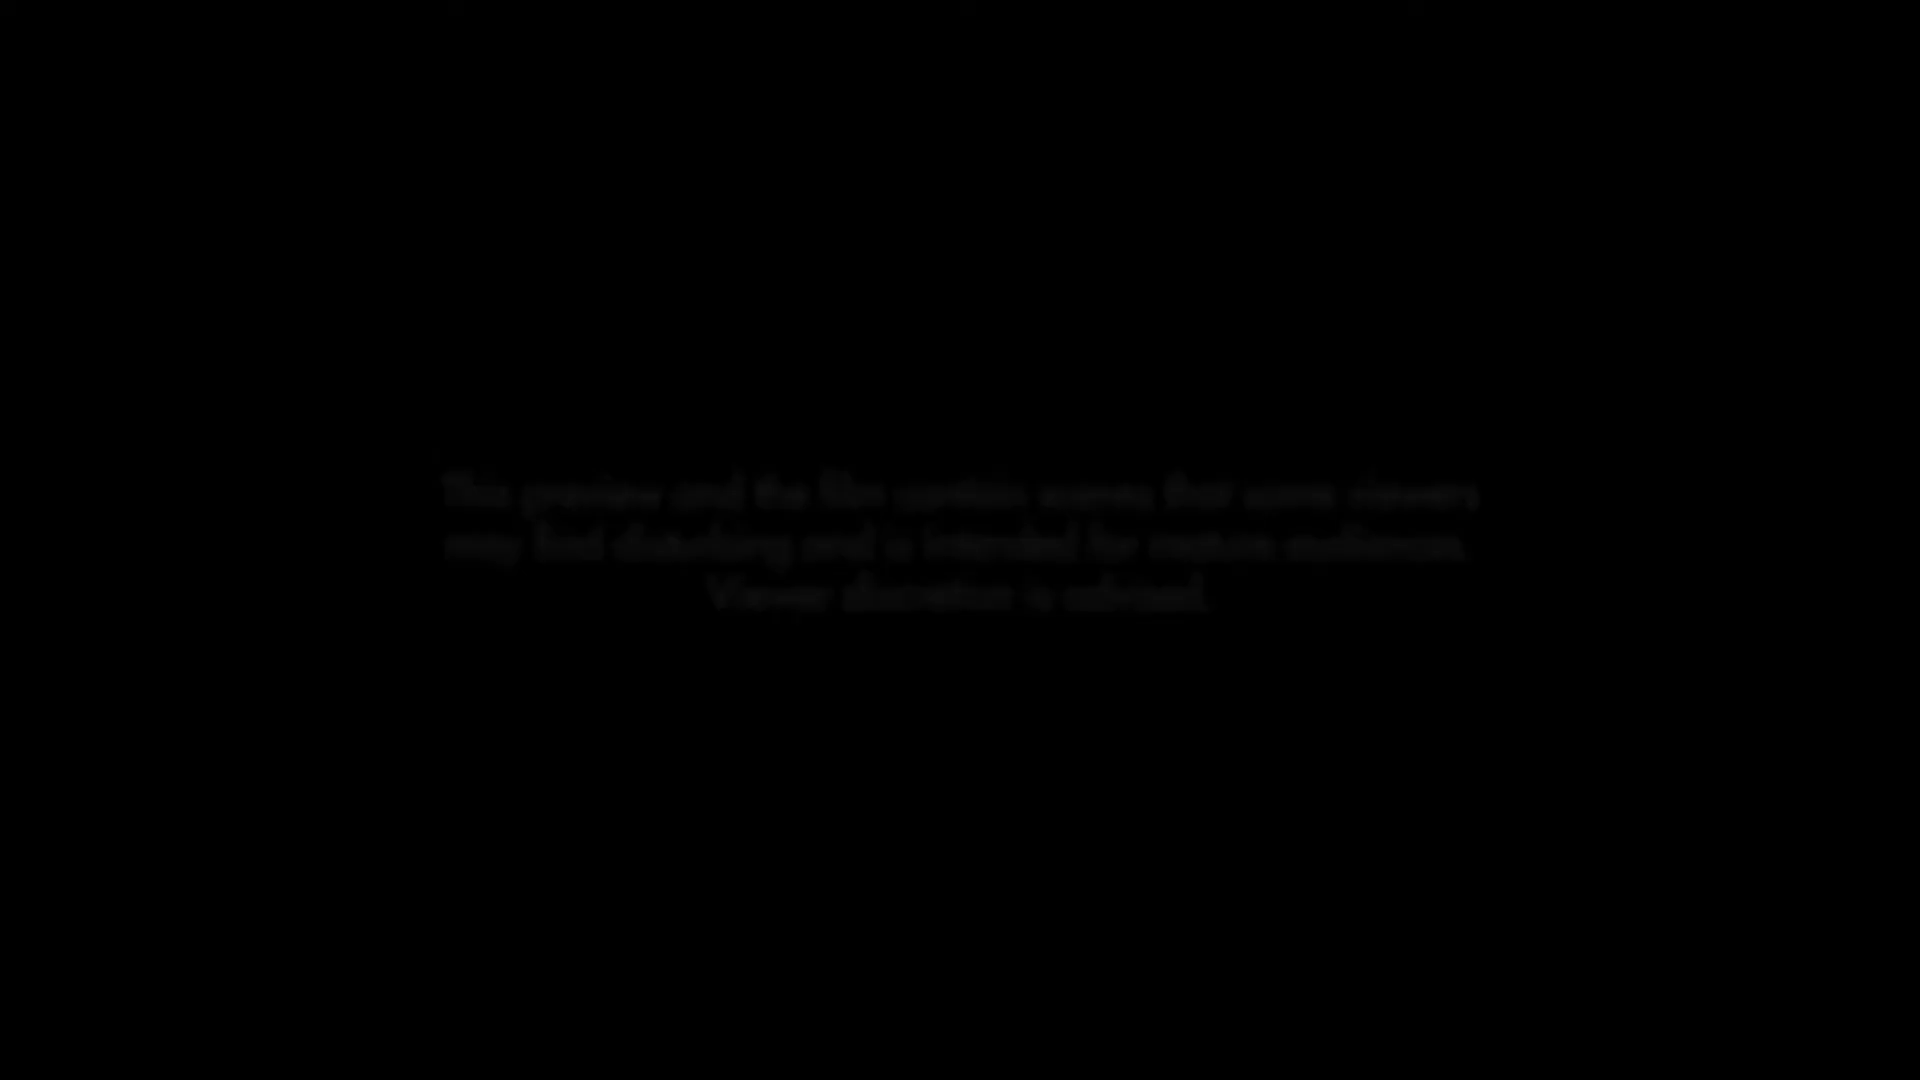 This preview and the film contain scenes that some viewers
may find disturbing and is intended for mature audiences.
Viewer discretion is advised.